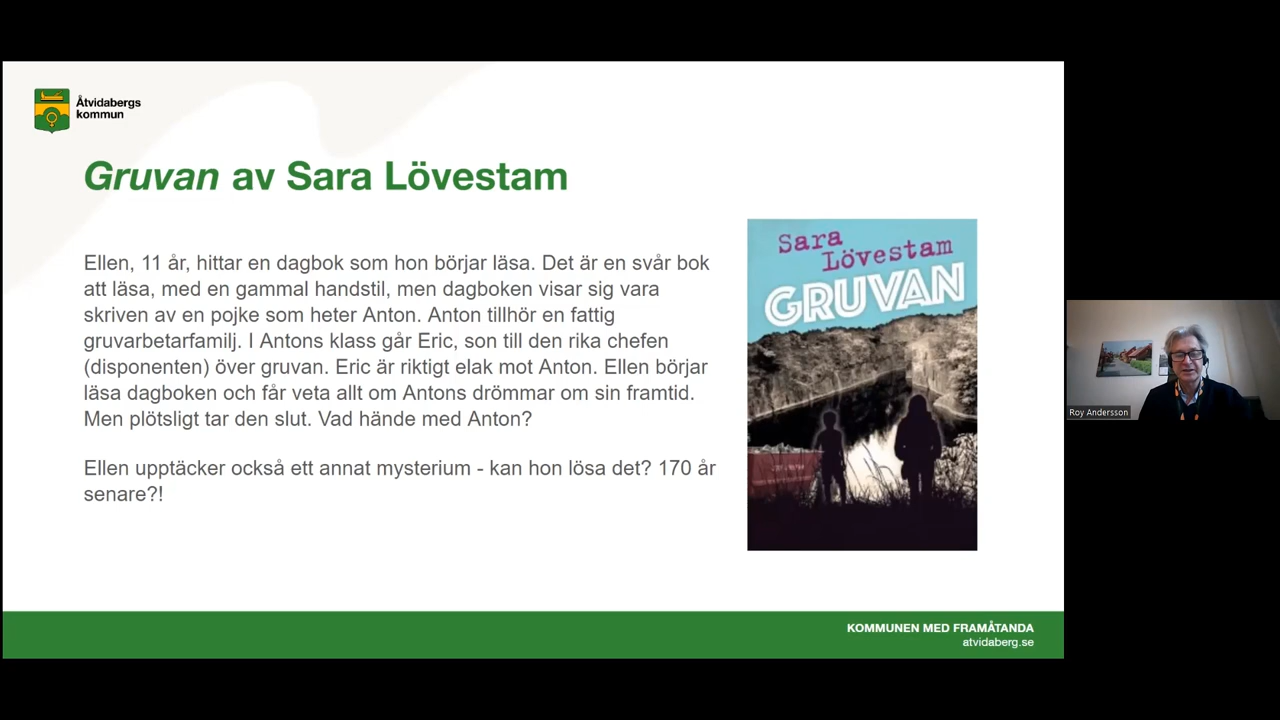 Åtvidabergs
kommun
Gruvan av Sara Lövestam
Ellen, 11 år, hittar en dagbok som hon börjar läsa. Det är en svår bok
att läsa, med en gammal handstil, men dagboken visar sig vara
skriven av en pojke som heter Anton. Anton tillhör en fattig
gruvarbetarfamilj. I Antons klass går Eric, son till den rika chefen
(disponenten) över gruvan. Eric är riktigt elak mot Anton. Ellen börjar
läsa dagboken och får veta allt om Antons drömmar om sin framtid.
Men plötsligt tar den slut. Vad hände med Anton?
Ellen upptäcker också ett annat mysterium - kan hon lösa det? 170 år
senare?!
Sara
Lövestam
GRUVAN
Roy Andersson
KOMMUNEN MED FRAMÅTANDA
atvidaberg.se